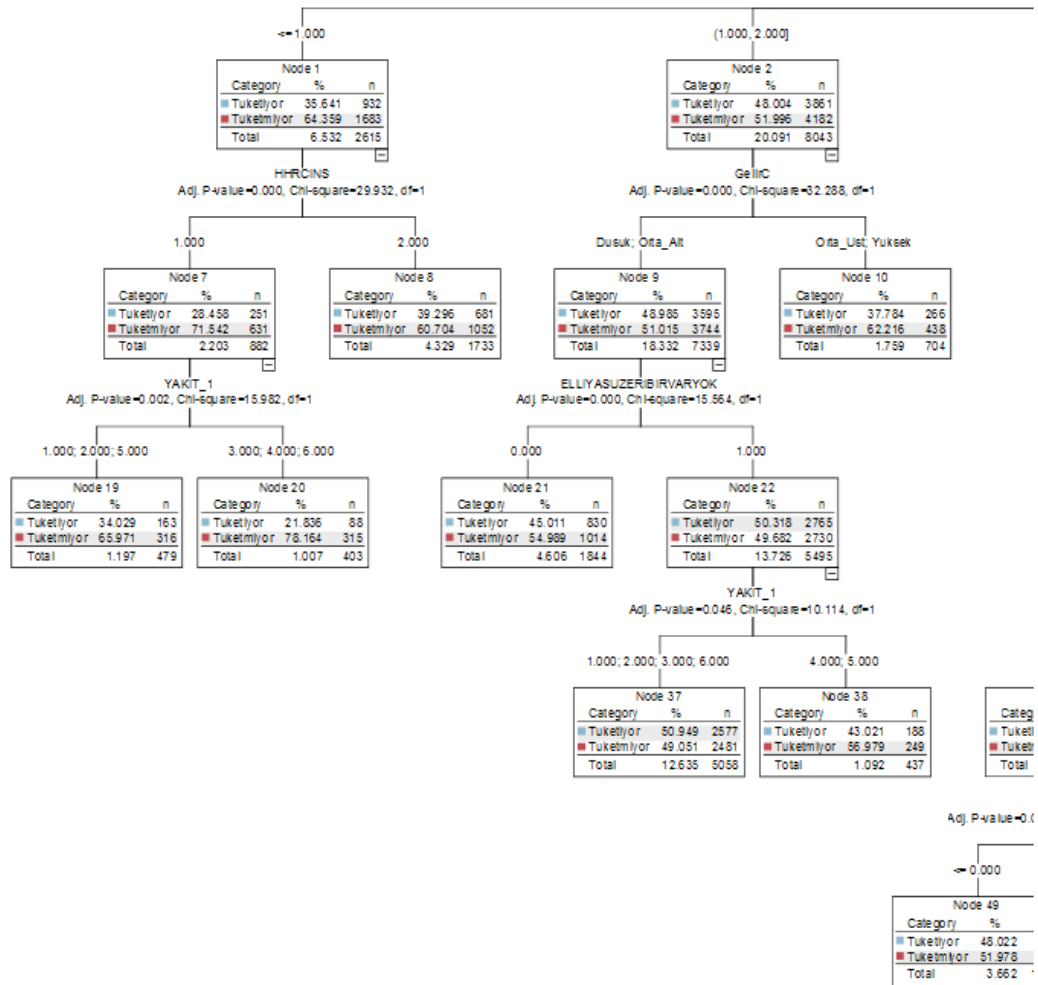 <=1.000
(1.000, 2.000]
Node 1
Category % n
Tuketiyor 35.641 932
Tuketmiyor 64.359 1683
Total 6.532 2615
Node 2
Category % n
Tuketiyor 48.004 3861
Tuketmiyor 51.996 4182
Total 20.091 8043
HHRCINS
Adj. P-value=0.000, Chi-square=29.932, df=1
GelirC
Adj. P-value=0.000, Chi-square=32.288, df=1
1.000
2.000
Dusuk; Orta_Alt
Orta_Ust; Yuksek
Node 7
Category % n
Tuketiyor 28.458 251
Tuketmiyor 71.542 631
Total 2.203 882
Node 8
Category % n
Tuketiyor 39.296 681
Tuketmiyor 60.704 1052
Total 4.329 1733
Node 9
Category % n
Tuketiyor 48.985 3595
Tuketmiyor 51.015 3744
Total 18.332 7339
Node 10
Category % n
Tuketiyor 37.784 266
Tuketmiyor 62.216 438
Total 1.759 704
YAKIT_1
Adj. P-value=0.002, Chi-square=15.982, df=1
ELLIYASUZERIBIRVARYOK
Adj. P-value=0.000, Chi-square=15.564, df=1
1.000; 2.000; 5.000
3.000; 4.000; 6.000
0.000
1.000
Node 19
Category % n
Tuketiyor 34.029 163
Tuketmiyor 65.971 316
Total 1.197 479
Node 20
Category % n
Tuketiyor 21.836 88
Tuketmiyor 78.164 315
Total 1.007 403
Node 21
Category % n
Tuketiyor 45.011 830
Tuketmiyor 54.989 1014
Total 4.606 1844
Node 22
Category % n
Tuketiyor 50.318 2765
Tuketmiyor 49.682 2730
Total 13.726 5495
YAKIT_1
Adj. P-value=0.046, Chi-square=10.114, df=1
1.000; 2.000; 3.000; 6.000
4.000; 5.000
Node 37
Category % n
Tuketiyor 50.949 2577
Tuketmiyor 49.051 2481
Total 12.635 5058
Node 38
Category % n
Tuketiyor 43.021 188
Tuketmiyor 56.979 249
Total 1.092 437
Categ
Tuketi
Tuketm
Total
Adj. P-value=0.0
<= 0.000
Node 49
Category %
Tuketiyor 48.022
Tuketmiyor 51.978
Total 3.662